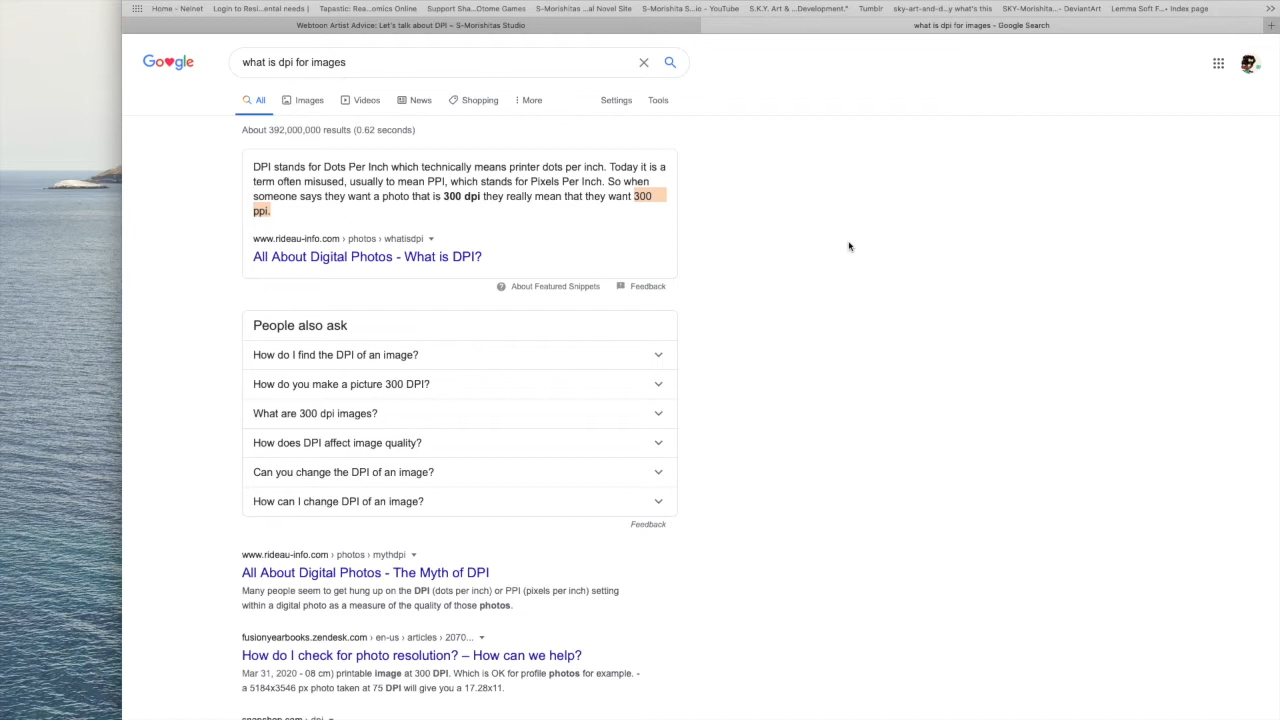 Home - Nelnet
Login to Resi...ental needs |
Tapastic: Rea...omics Online
Support Sha...Otome Games
S-Morishitas ...al Novel Site
S-Morishita S...io - YouTube
S.K.Y. Art & ...Development."
Tumblr
sky-art-and-d...y what's this
SKY-Morishita... - DeviantArt
Lemma Soft F...• Index page
Webtoon Artist Advice: Let's talk about DPI – S-Morishitas Studio
what is dpi for images - Google Search
what is dpi for images
All
Images
Videos
News
Shopping
More
Settings
Tools
About 392,000,000 results (0.62 seconds)
DPI stands for Dots Per Inch which technically means printer dots per inch. Today it is a
term often misused, usually to mean PPI, which stands for Pixels Per Inch. So when
someone says they want a photo that is 300 dpi they really mean that they want 300
ppi.
www.rideau-info.com › photos › whatisdpi
All About Digital Photos - What is DPI?
About Featured Snippets
Feedback
People also ask
How do I find the DPI of an image?
How do you make a picture 300 DPI?
What are 300 dpi images?
How does DPI affect image quality?
Can you change the DPI of an image?
How can I change DPI of an image?
Feedback
www.rideau-info.com › photos › mythdpi
All About Digital Photos - The Myth of DPI
Many people seem to get hung up on the DPI (dots per inch) or PPI (pixels per inch) setting
within a digital photo as a measure of the quality of those photos.
fusionyearbooks.zendesk.com › en-us › articles › 2070...
How do I check for photo resolution? – How can we help?
Mar 31, 2020 - 08 cm) printable image at 300 DPI. Which is OK for profile photos for example. -
a 5184x3546 px photo taken at 75 DPI will give you a 17.28x11.